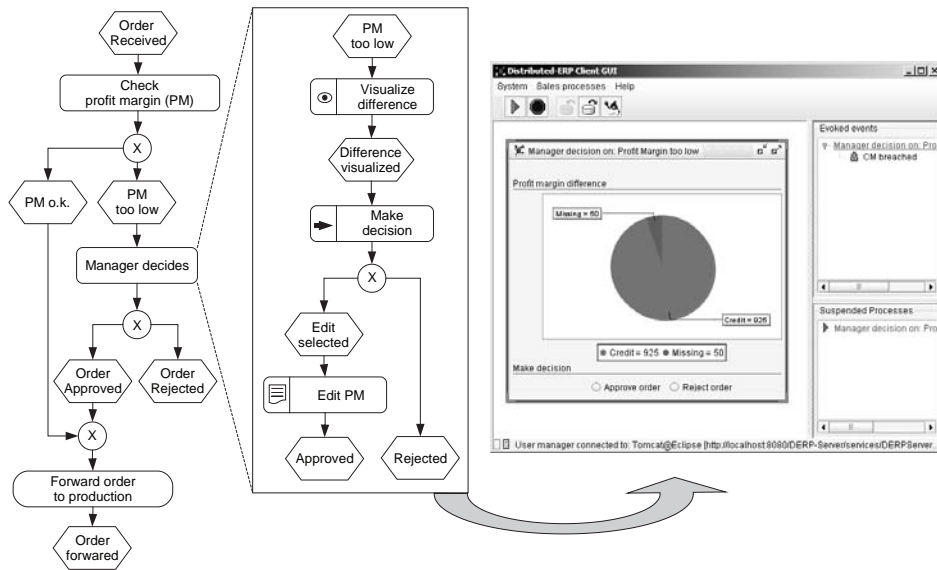 Order
Received
Check
profit margin (PM)
X
PM o.k.
PM
too low
Manager decides
X
Order
Approved
Order
Rejected
X
Forward order
to production
Order
forwared
PM
too low
Visualize
difference
Difference
visualized
Make
decision
X
Edit
selected
Edit PM
Approved
Rejected
Distributed-ERP Client GUI
System Sales processes Help
Manager decision on: Profit Margin too low
Profit margin difference
Missing = 50
Credit = 925
Credit = 925 Missing = 50
Make decision
Approve order Reject order
Evoked events
Manager decision on: Pro
CM breached
Suspended Processes
Manager decision on: Pro
User manager connected to: Tomcat@Eclipse [http://localhost:8080/DERP-Server/services/DERPServer...